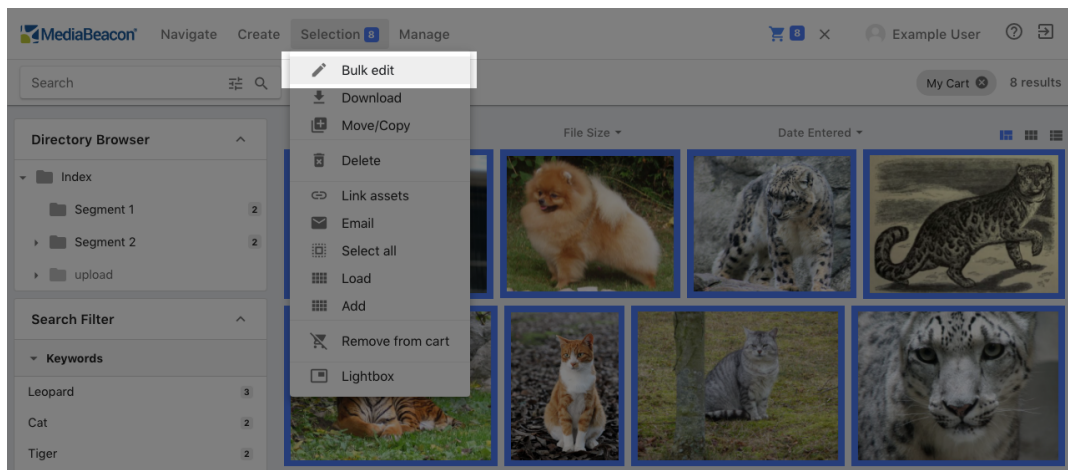 MediaBeacon®
Navigate
Create
Selection 8
Manage
8
Example User
Search
My Cart
8 results
Bulk edit
Download
Move/Copy
Delete
Link assets
Email
Select all
Load
Add
Remove from cart
Lightbox
File Size
Date Entered
Directory Browser
Index
Segment 1 2
Segment 2 2
upload
Search Filter
Keywords
Leopard 3
Cat 2
Tiger 2